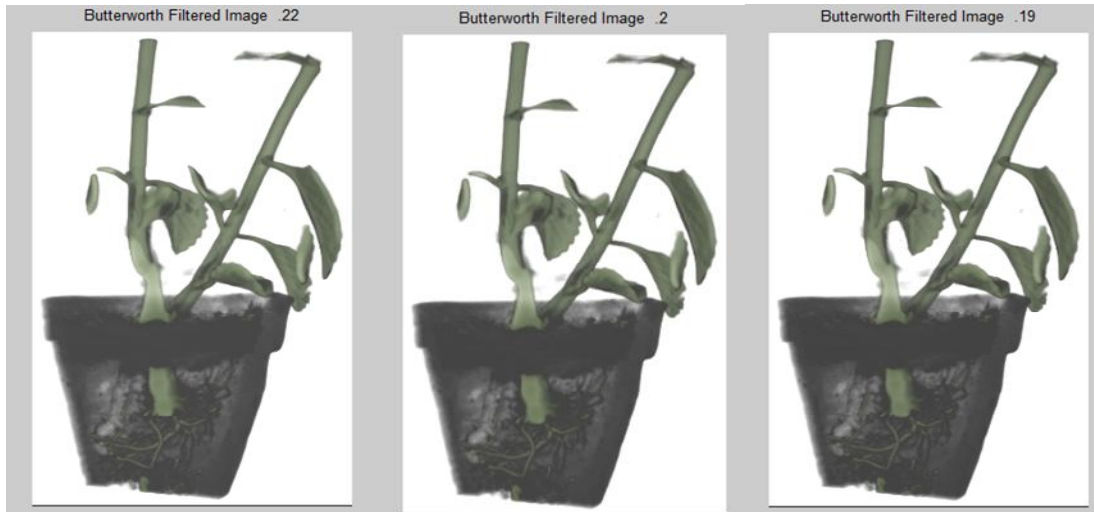 Butterworth Filtered Image .22
Butterworth Filtered Image .2
Butterworth Filtered Image .19